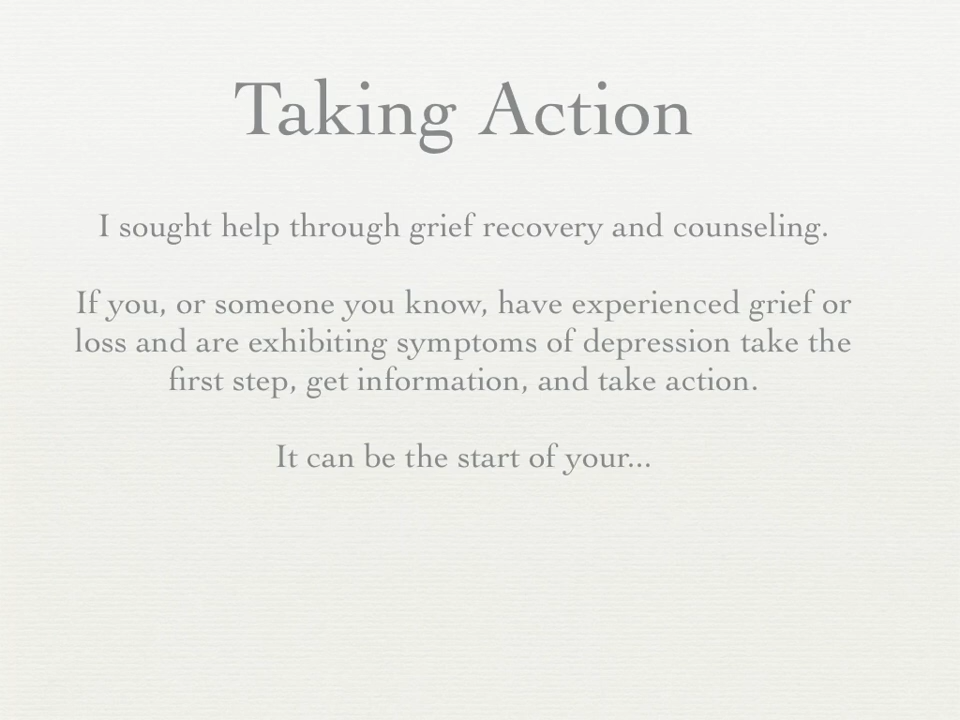 Taking Action
I sought help through grief recovery and counseling.
If you, or someone you know, have experienced grief or
loss and are exhibiting symptoms of depression take the
first step, get information, and take action.
It can be the start of your...